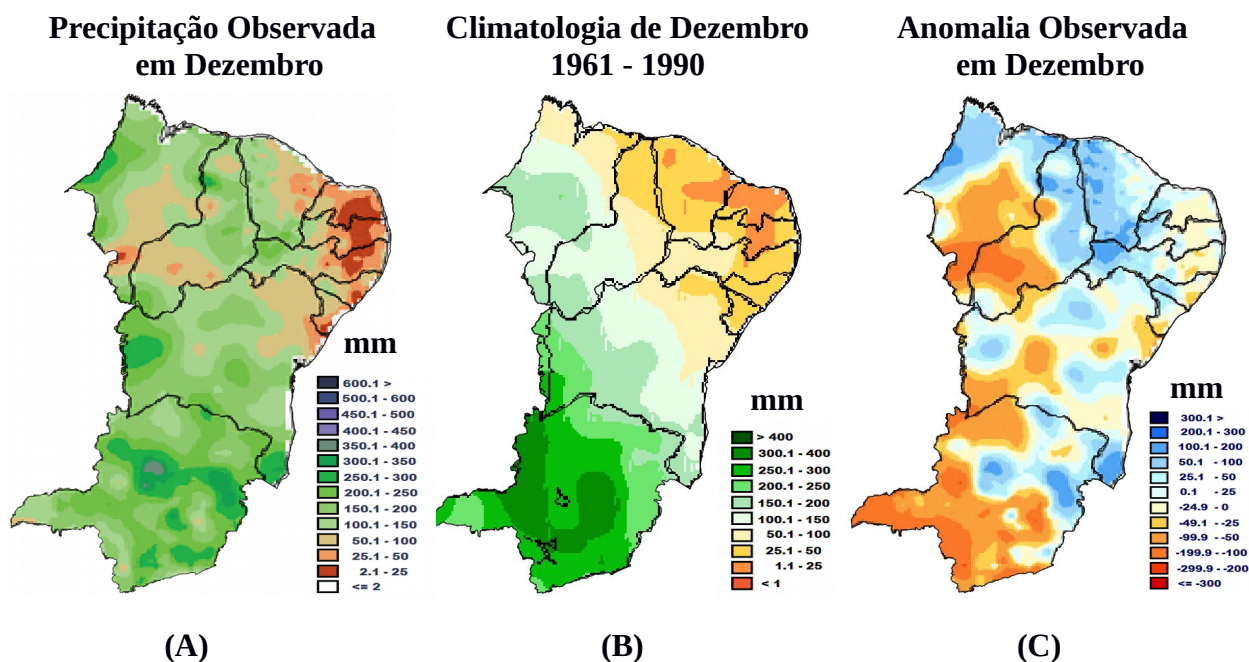 Precipitação Observada
em Dezembro
Climatologia de Dezembro
1961 - 1990
Anomalia Observada
em Dezembro
mm
600.1 >
500.1 - 600
450.1 - 500
400.1 - 450
350.1 - 400
300.1 - 350
250.1 - 300
200.1 - 250
150.1 - 200
100.1 - 150
50.1 - 100
25.1 - 50
2.1 - 25
<= 2
mm
> 400
300.1 - 400
250.1 - 300
200.1 - 250
150.1 - 200
100.1 - 150
50.1 - 100
25.1 - 50
1.1 - 25
< 1
mm
300.1 >
200.1 - 300
100.1 - 200
50.1 - 100
25.1 - 50
0.1 - 25
-24.9 - 0
-49.1 - -25
-99.9 - -50
-199.9 - -100
-299.9 - -200
<= -300
(A)
(B)
(C)